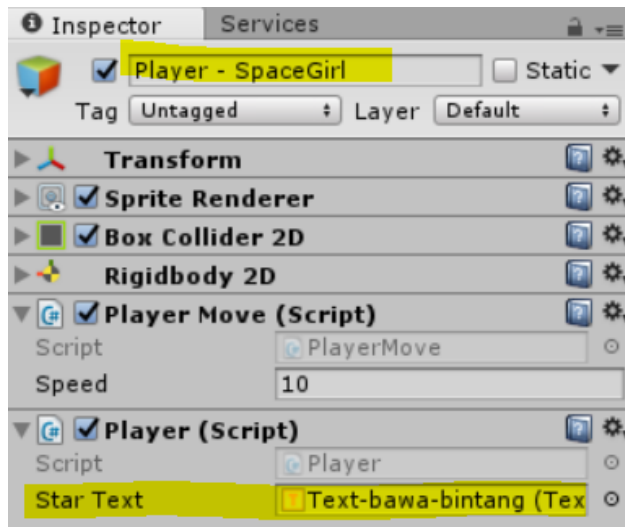 Inspector Services
Player - SpaceGirl Static
Tag Untagged Layer Default
Transform
Sprite Renderer
Box Collider 2D
Rigidbody 2D
Player Move (Script)
Script PlayerMove
Speed 10
Player (Script)
Script Player
Star Text Text-bawa-bintang (Tex